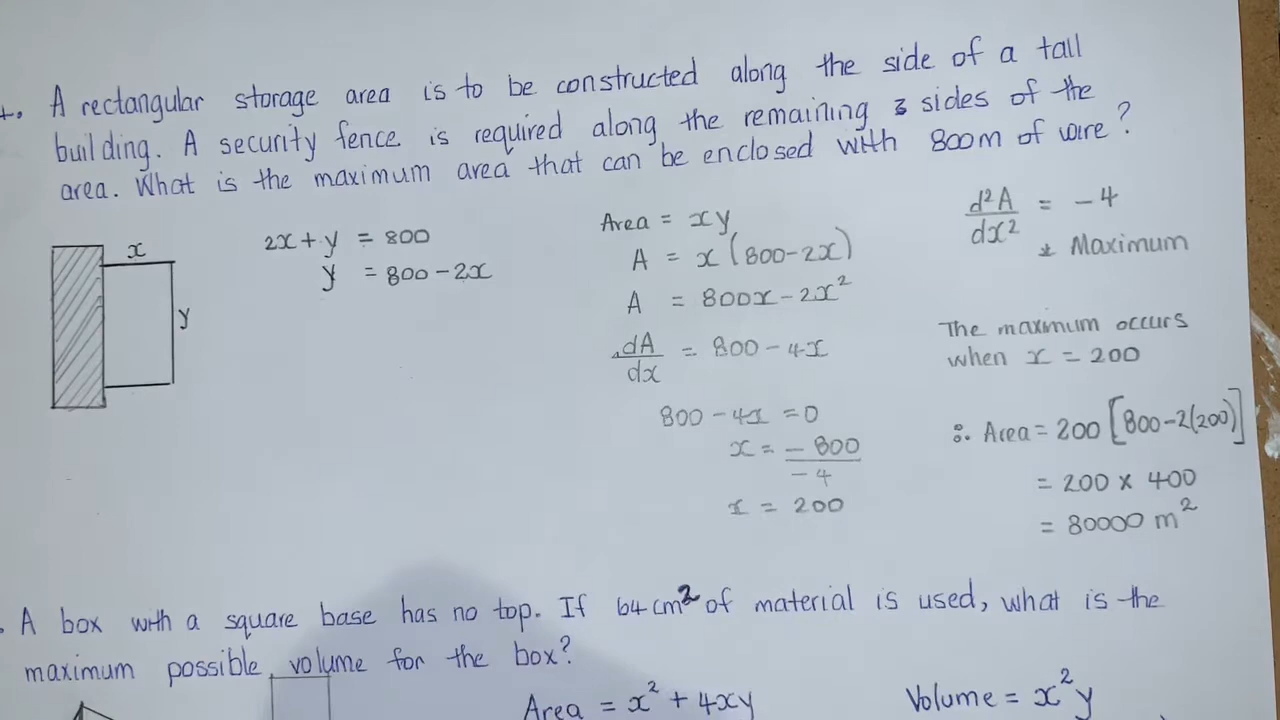 A rectangular storage area is to be constructed along the side of a tall
building. A security fence is required along the remaining 3 sides of the
area. What is the maximum area that can be enclosed with 800m of wire?
x
y
2x + y = 800
y = 800 - 2x
Area = xy
A = x(800-2x)
A = 800x - 2x²
dA/dx = 800 - 4x
800 - 4x = 0
x = -800/-4
x = 200
d²A/dx² = -4
* Maximum
The maximum occurs
when x = 200
∴ Area = 200 [800-2(200)]
= 200 x 400
= 80000 m²
A box with a square base has no top. If 64cm² of material is used, what is the
maximum possible volume for the box?
Area = x² + 4xy
Volume = x²y